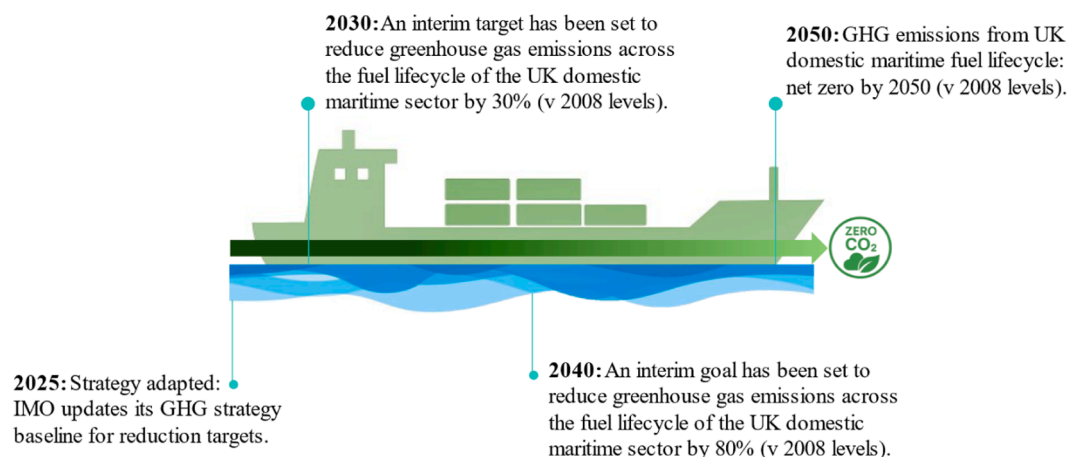 2030: An interim target has been set to
reduce greenhouse gas emissions across
the fuel lifecycle of the UK domestic
maritime sector by 30% (v 2008 levels).
2050: GHG emissions from UK
domestic maritime fuel lifecycle:
net zero by 2050 (v 2008 levels).
ZERO
CO₂
2025: Strategy adapted:
IMO updates its GHG strategy
baseline for reduction targets.
2040: An interim goal has been set to
reduce greenhouse gas emissions across
the fuel lifecycle of the UK domestic
maritime sector by 80% (v 2008 levels).